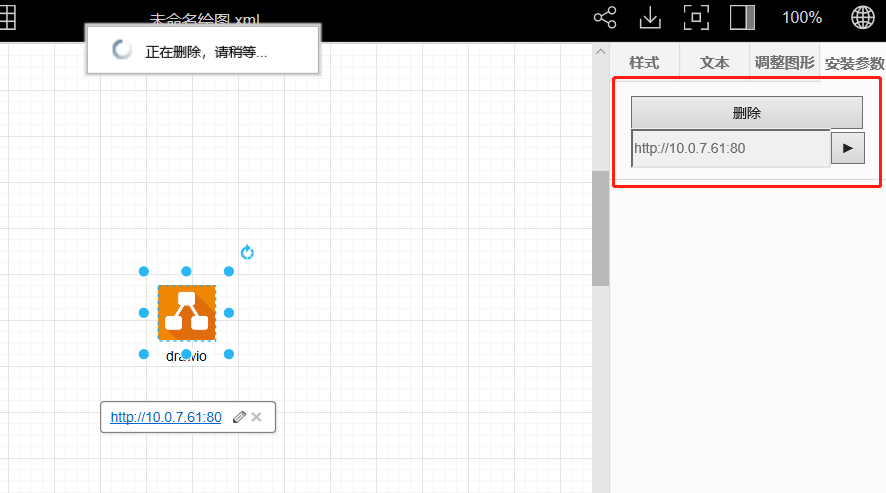 未命名绘图.xml
100%
正在删除，请稍等...
样式
文本
调整图形
安装参数
删除
http://10.0.7.61:80
drawio
http://10.0.7.61:80